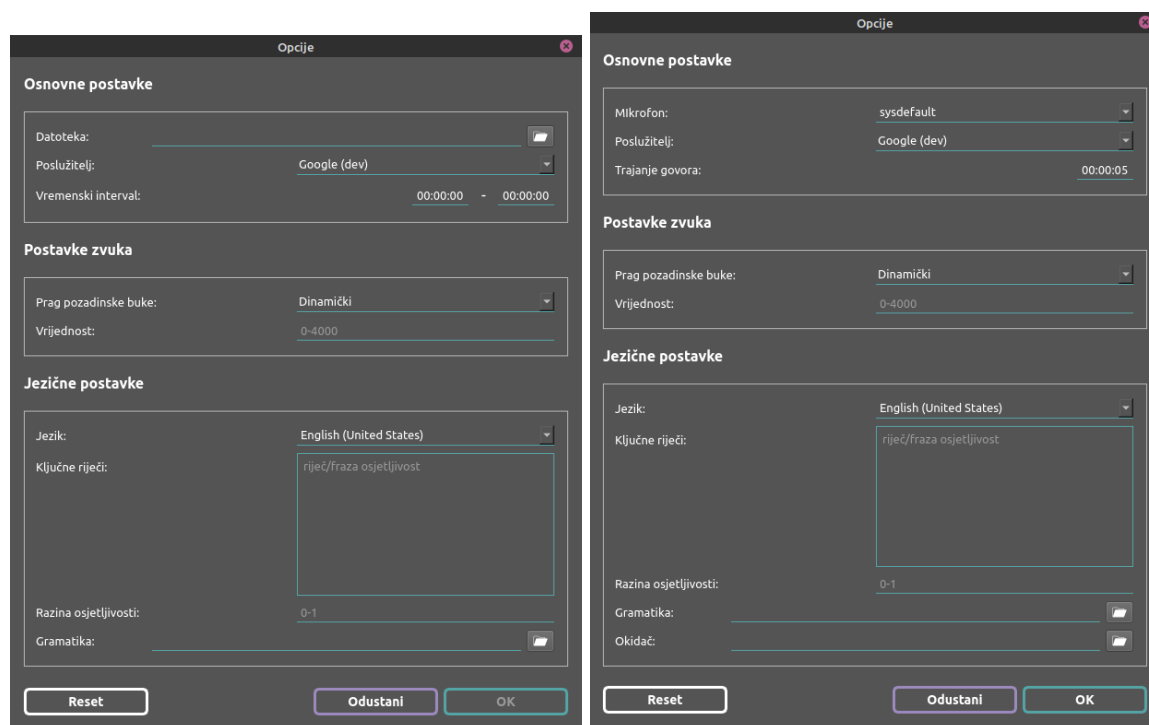 Opcije
Osnovne postavke
Datoteka:
Poslužitelj: Google (dev)
Vremenski interval: 00:00:00 - 00:00:00
Postavke zvuka
Prag pozadinske buke: Dinamički
Vrijednost: 0-4000
Jezične postavke
Jezik: English (United States)
Ključne riječi: riječ/fraza osjetljivost
Razina osjetljivosti: 0-1
Gramatika:
Reset Odustani OK
Opcije
Osnovne postavke
MIkrofon: sysdefault
Poslužitelj: Google (dev)
Trajanje govora: 00:00:05
Postavke zvuka
Prag pozadinske buke: Dinamički
Vrijednost: 0-4000
Jezične postavke
Jezik: English (United States)
Ključne riječi: riječ/fraza osjetljivost
Razina osjetljivosti: 0-1
Gramatika:
Okidač:
Reset Odustani OK